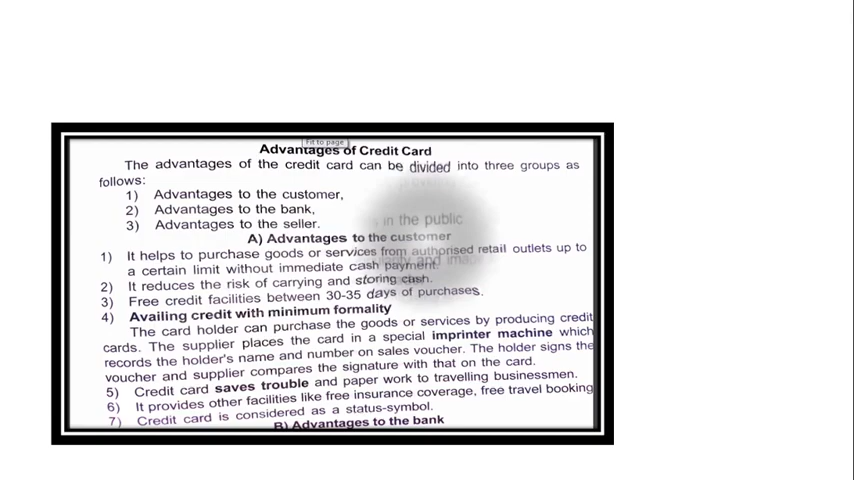 Advantages of Credit Card
Fit to page
The advantages of the credit card can be divided into three groups as
follows:
1) Advantages to the customer,
2) Advantages to the bank,
3) Advantages to the seller.
in the public
A) Advantages to the customer
1) It helps to purchase goods or services from authorised retail outlets up to
a certain limit without immediate cash payment.
2) It reduces the risk of carrying and storing cash.
3) Free credit facilities between 30-35 days of purchases.
4) Availing credit with minimum formality
The card holder can purchase the goods or services by producing credit
cards. The supplier places the card in a special imprinter machine which
records the holder's name and number on sales voucher. The holder signs the
voucher and supplier compares the signature with that on the card.
5) Credit card saves trouble and paper work to travelling businessmen.
6) It provides other facilities like free insurance coverage, free travel booking
7) Credit card is considered as a status-symbol.
B) Advantages to the bank